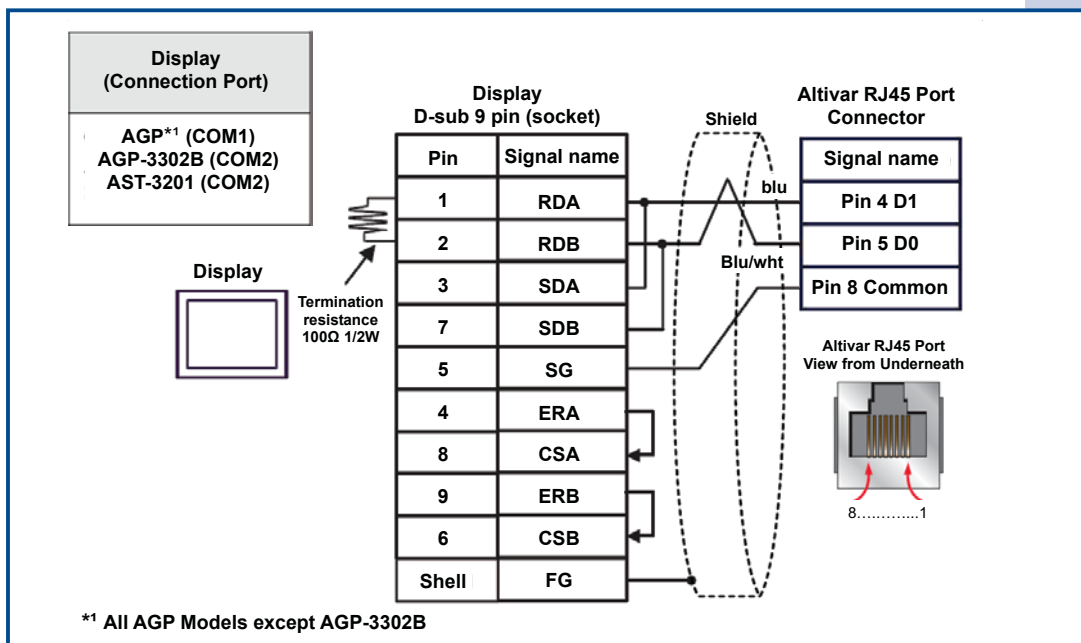 Display
(Connection Port)
AGP*1 (COM1)
AGP-3302B (COM2)
AST-3201 (COM2)
Display
Termination
resistance
100Ω 1/2W
Display
D-sub 9 pin (socket)
Pin Signal name
1 RDA
2 RDB
3 SDA
7 SDB
5 SG
4 ERA
8 CSA
9 ERB
6 CSB
Shell FG
Shield
blu
Blu/wht
Altivar RJ45 Port
Connector
Signal name
Pin 4 D1
Pin 5 D0
Pin 8 Common
Altivar RJ45 Port
View from Underneath
8..............1
*1 All AGP Models except AGP-3302B